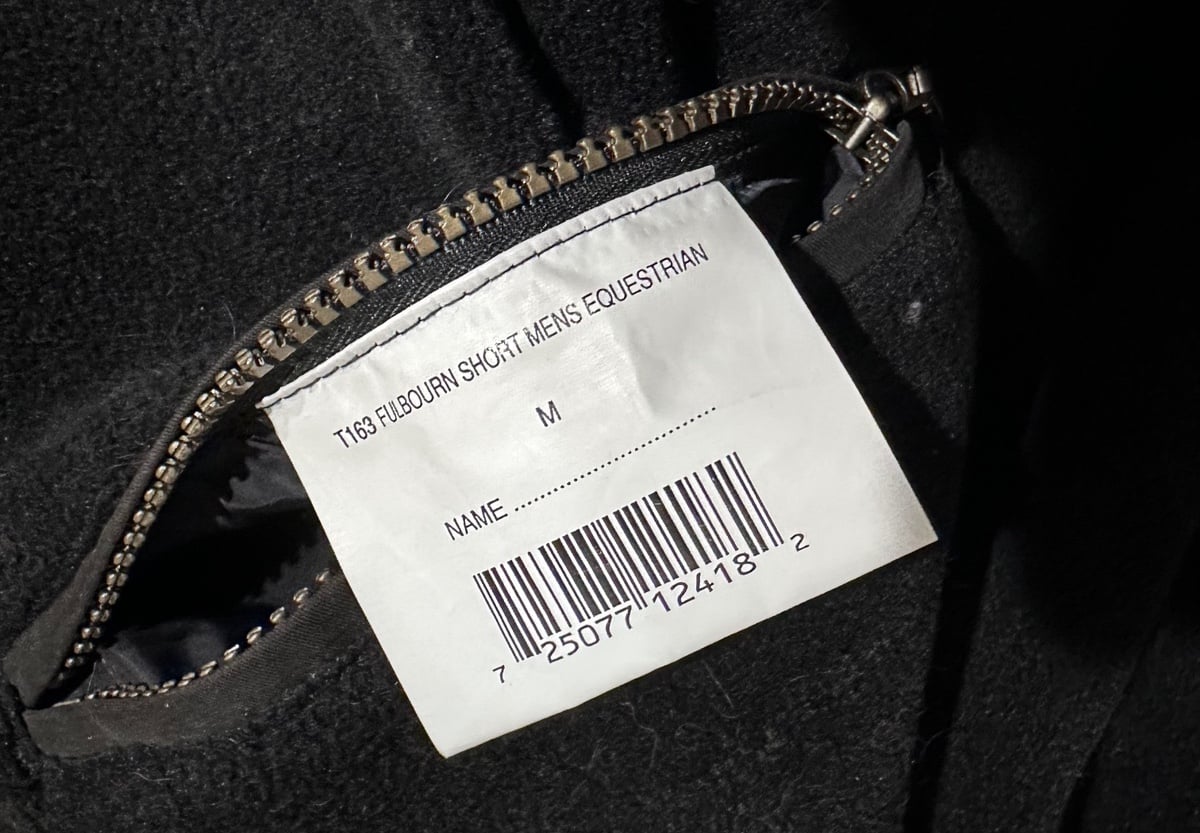 T163 FULBOURN SHORT MENS EQUESTRIAN
M
NAME ..........................................
7 25077 12418 2